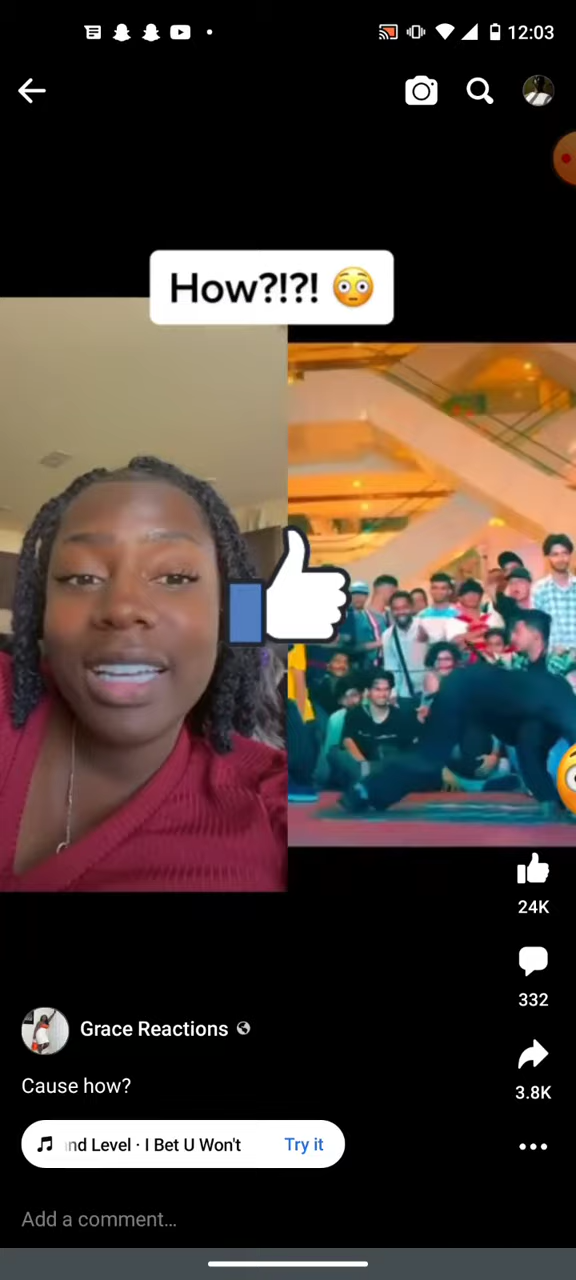 12:03
How?!?! 😳
24K
332
3.8K
Grace Reactions
Cause how?
nd Level · I Bet U Won't
Try it
Add a comment...